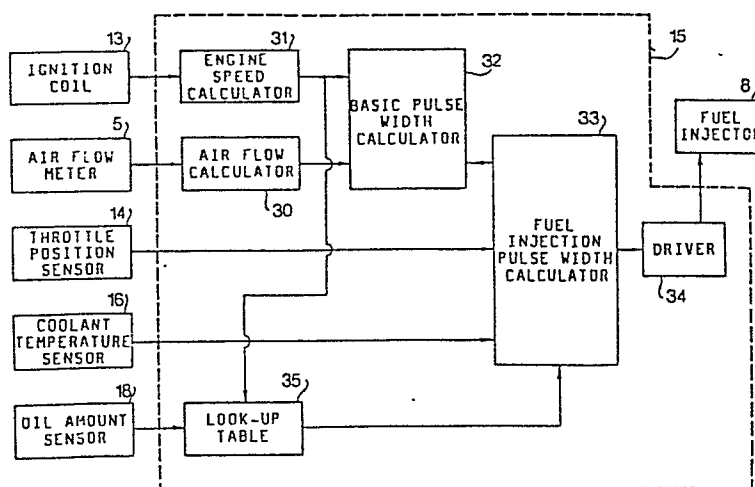 13
IGNITION
COIL
31
ENGINE
SPEED
CALCULATOR
32
BASIC PULSE
WIDTH
CALCULATOR
15
8
FUEL
INJECTOR
5
AIR FLOW
METER
AIR FLOW
CALCULATOR
30
33
FUEL
INJECTION
PULSE WIDTH
CALCULATOR
14
THROTTLE
POSITION
SENSOR
DRIVER
34
16
COOLANT
TEMPERATURE
SENSOR
18
OIL AMOUNT
SENSOR
35
LOOK-UP
TABLE